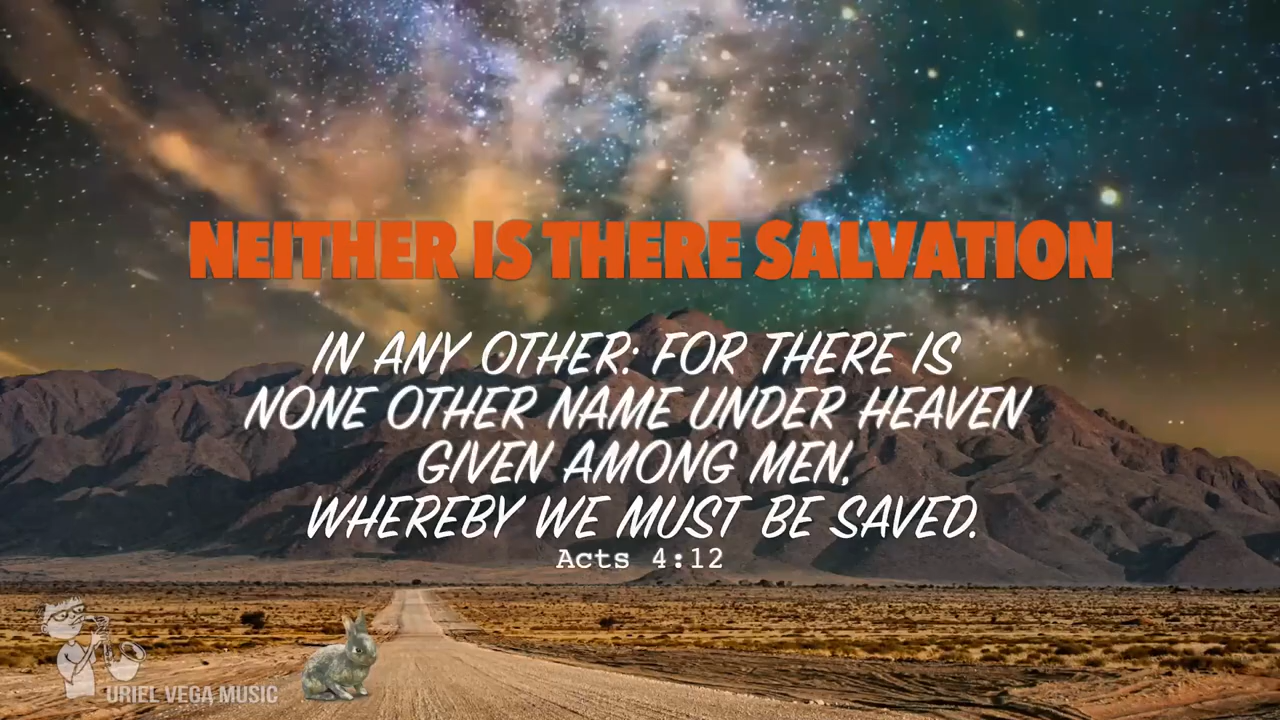 NEITHER IS THERE SALVATION
IN ANY OTHER: FOR THERE IS
NONE OTHER NAME UNDER HEAVEN
GIVEN AMONG MEN,
WHEREBY WE MUST BE SAVED.
Acts 4:12
URIEL VEGA MUSIC